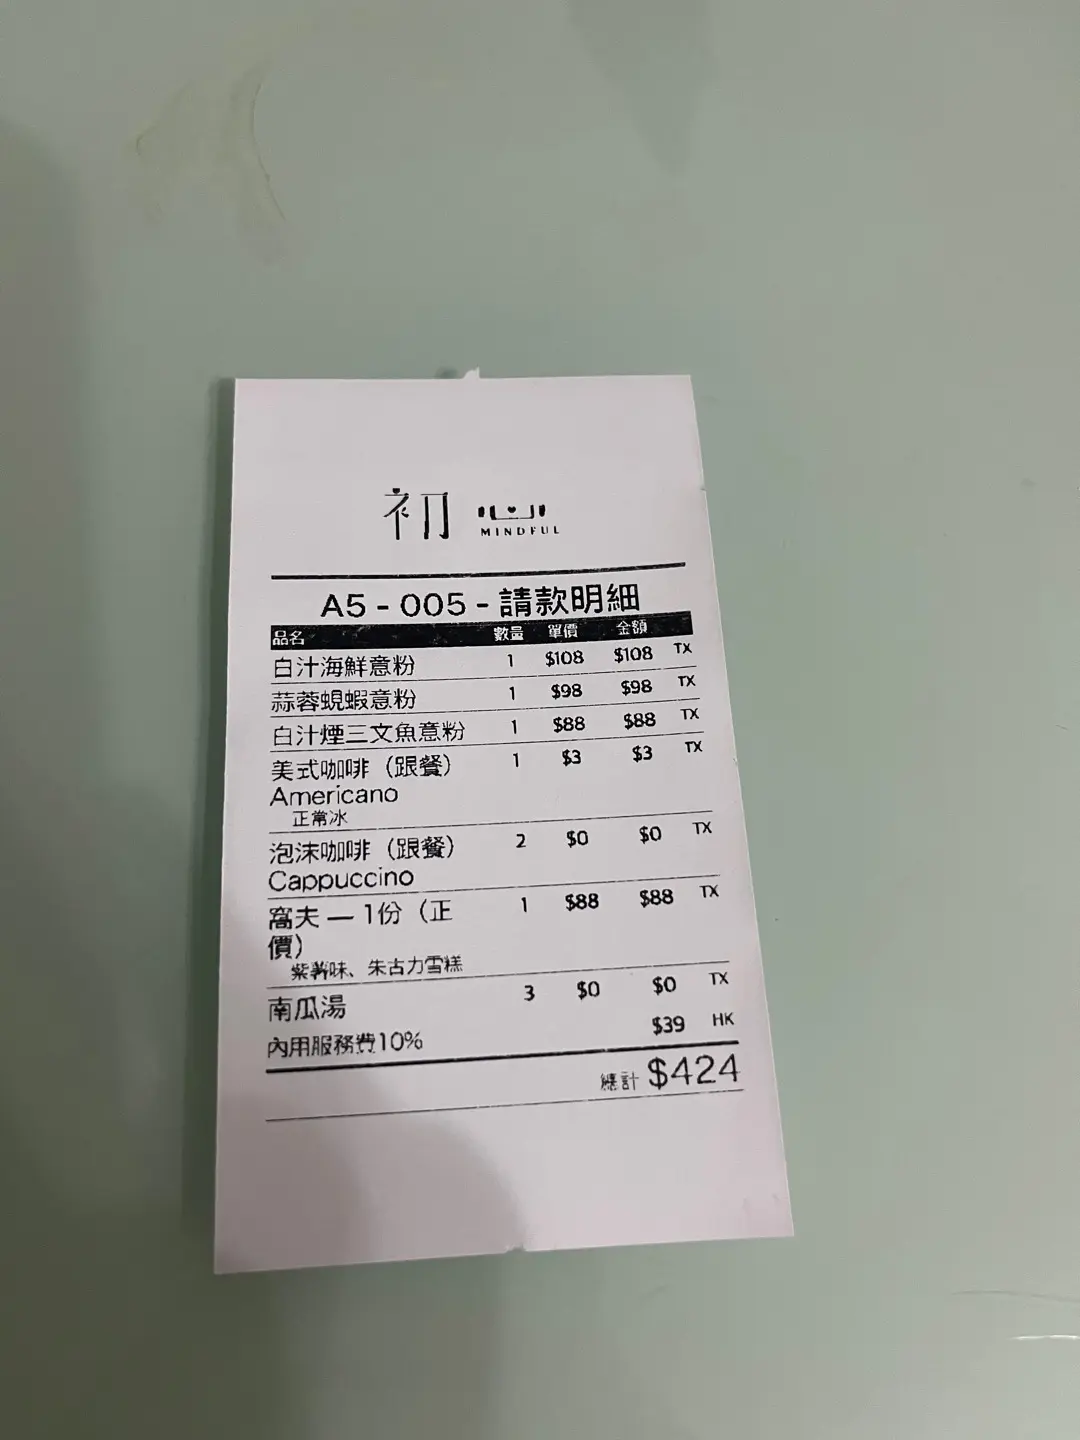 初心
MINDFUL
A5 - 005 - 請款明細
品名 數量 單價 金額
白汁海鮮意粉 1 $108 $108 TX
蒜蓉蜆蝦意粉 1 $98 $98 TX
白汁煙三文魚意粉 1 $88 $88 TX
美式咖啡（跟餐） 1 $3 $3 TX
Americano
正常冰
泡沫咖啡（跟餐） 2 $0 $0 TX
Cappuccino
窩夫 — 1份（正 1 $88 $88 TX
價）
紫薯味、朱古力雪糕
南瓜湯 3 $0 $0 TX
內用服務費10% $39 HK
總計 $424